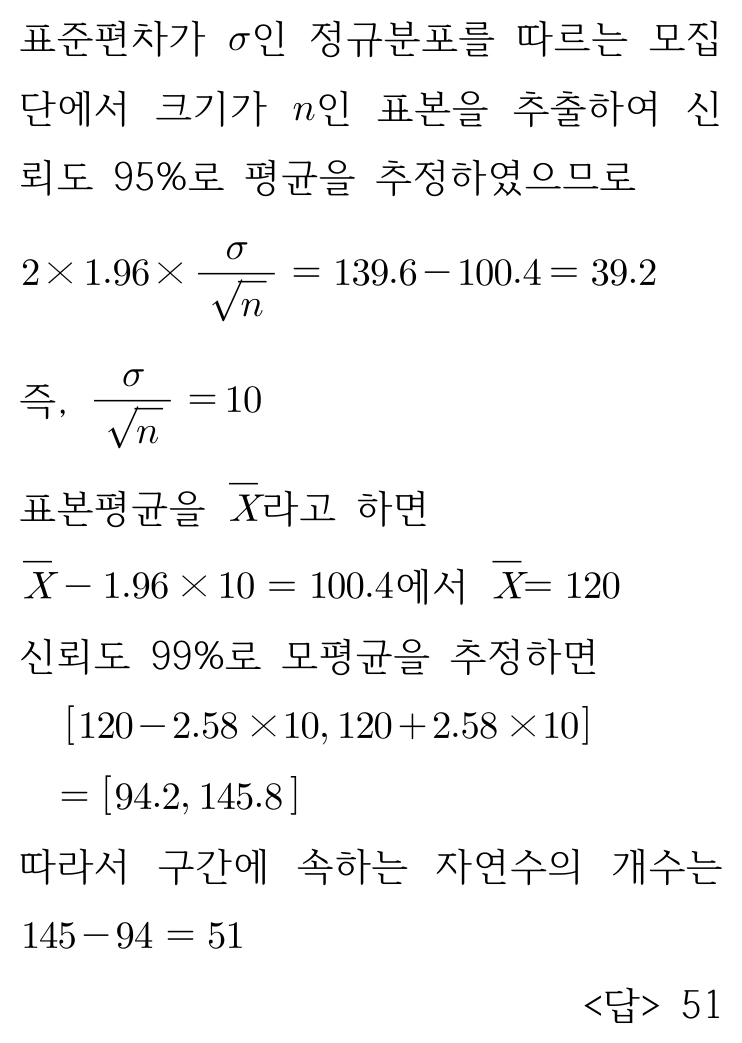 표준편차가 σ인 정규분포를 따르는 모집
단에서 크기가 n인 표본을 추출하여 신
뢰도 95%로 평균을 추정하였으므로
2×1.96×σ/√n = 139.6−100.4= 39.2
즉, σ/√n = 10
표본평균을 X̅라고 하면
X̅− 1.96 × 10 = 100.4에서 X̅= 120
신뢰도 99%로 모평균을 추정하면
[120−2.58 ×10, 120+2.58 ×10]
= [94.2, 145.8]
따라서 구간에 속하는 자연수의 개수는
145−94 = 51
<답> 51